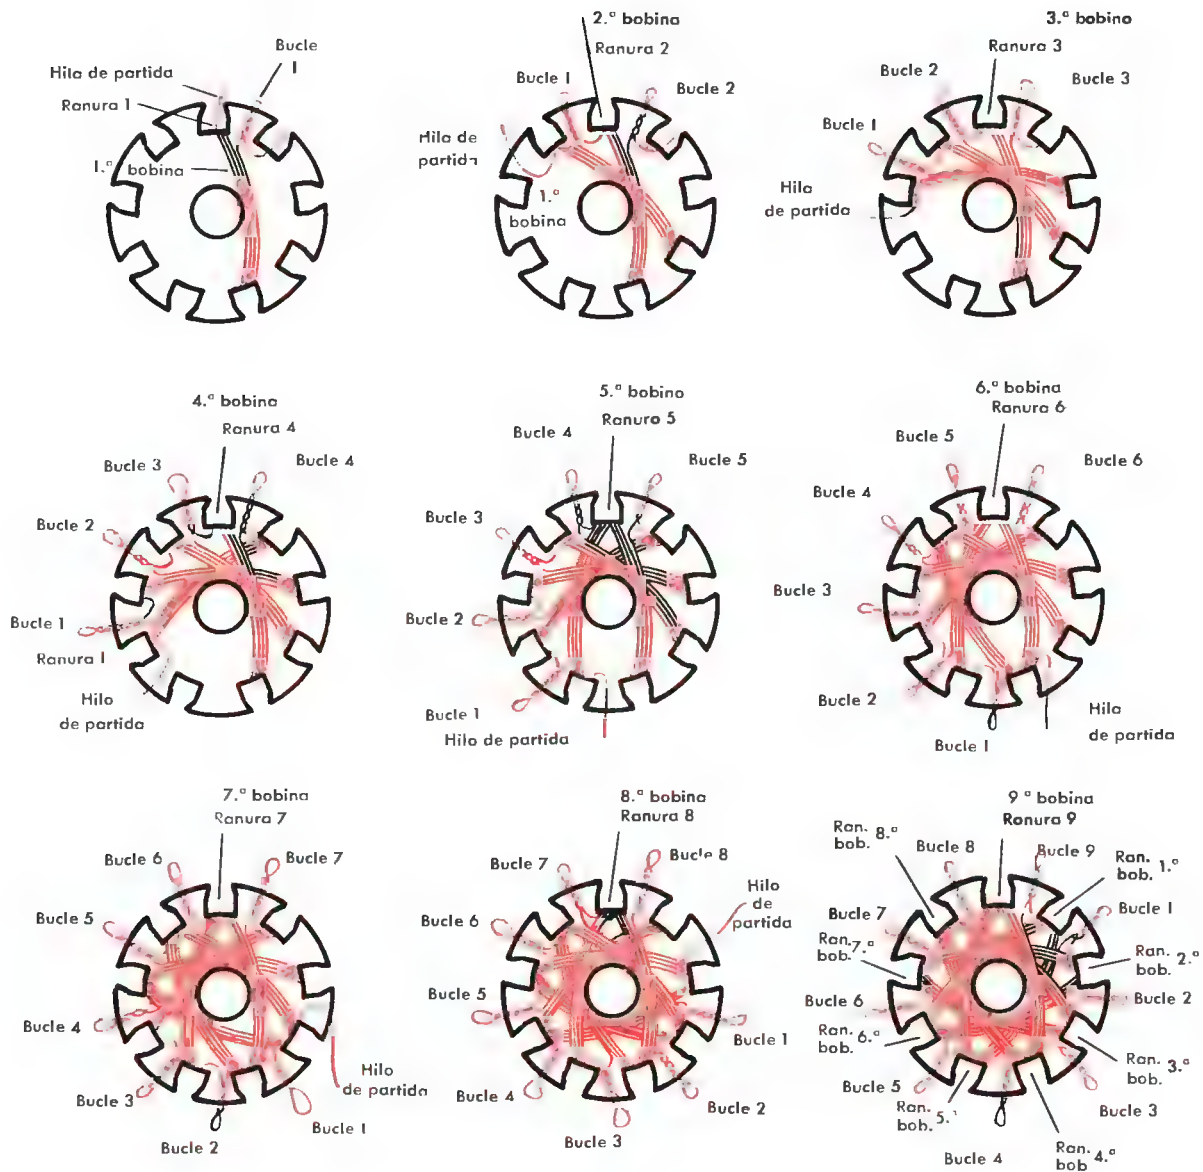 Bucle
1
Hila de partida
Ranura 1
1.ª bobina
2.ª bobina
Ranura 2
Bucle 1
Bucle 2
Hila de
partida
1.ª
bobina
3.ª bobino
Ranura 3
Bucle 2
Bucle 3
Bucle 1
Hila
de partida
4.ª bobina
Ranura 4
Bucle 3
Bucle 4
Bucle 2
Bucle 1
Ranura 1
Hilo
de partida
5.ª bobino
Bucle 4
Ranura 5
Bucle 5
Bucle 3
Bucle 2
Bucle 1
Hilo de partida
6.ª bobina
Ranura 6
Bucle 5
Bucle 6
Bucle 4
Bucle 3
Bucle 2
Bucle 1
Hila
de partida
7.ª bobina
Ranura 7
Bucle 6
Bucle 7
Bucle 5
Bucle 4
Bucle 3
Bucle 2
Bucle 1
Hilo
de partida
8.ª bobina
Ranura 8
Bucle 7
Bucle 8
Hilo
de
partida
Bucle 6
Bucle 5
Bucle 4
Bucle 3
Bucle 2
Bucle 1
9 ª bobina
Ranura 9
Ran. 8.ª
bob.
Bucle 8
Bucle 9
Ran. 1.ª
bob.
Bucle 7
Bucle 1
Ran. 7.ª
bob.
Ran. 2.ª
bob.
Bucle 6
Bucle 2
Ran. 6.ª
bob.
Ran. 3.ª
bob.
Bucle 5
Bucle 3
Ran. 5.ª
bob.
Bucle 4
Ran. 4.ª
bob